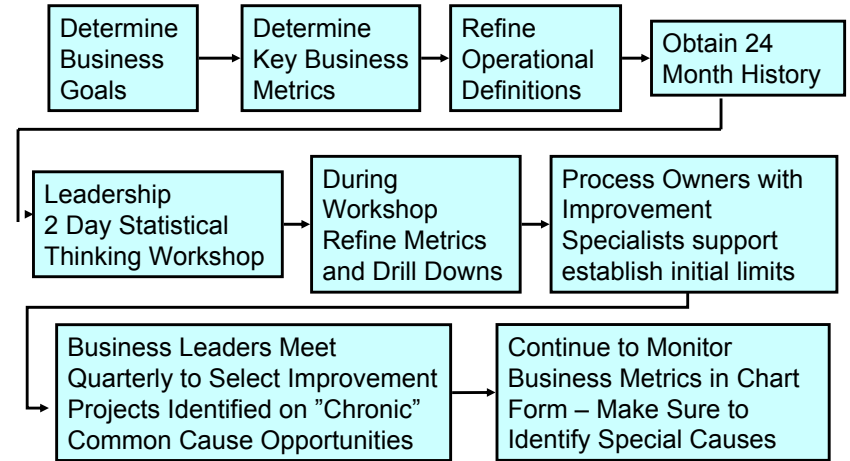 Determine
Business
Goals
Determine
Key Business
Metrics
Refine
Operational
Definitions
Obtain 24
Month History
Leadership
2 Day Statistical
Thinking Workshop
During
Workshop
Refine Metrics
and Drill Downs
Process Owners with
Improvement
Specialists support
establish initial limits
Business Leaders Meet
Quarterly to Select Improvement
Projects Identified on ”Chronic”
Common Cause Opportunities
Continue to Monitor
Business Metrics in Chart
Form – Make Sure to
Identify Special Causes